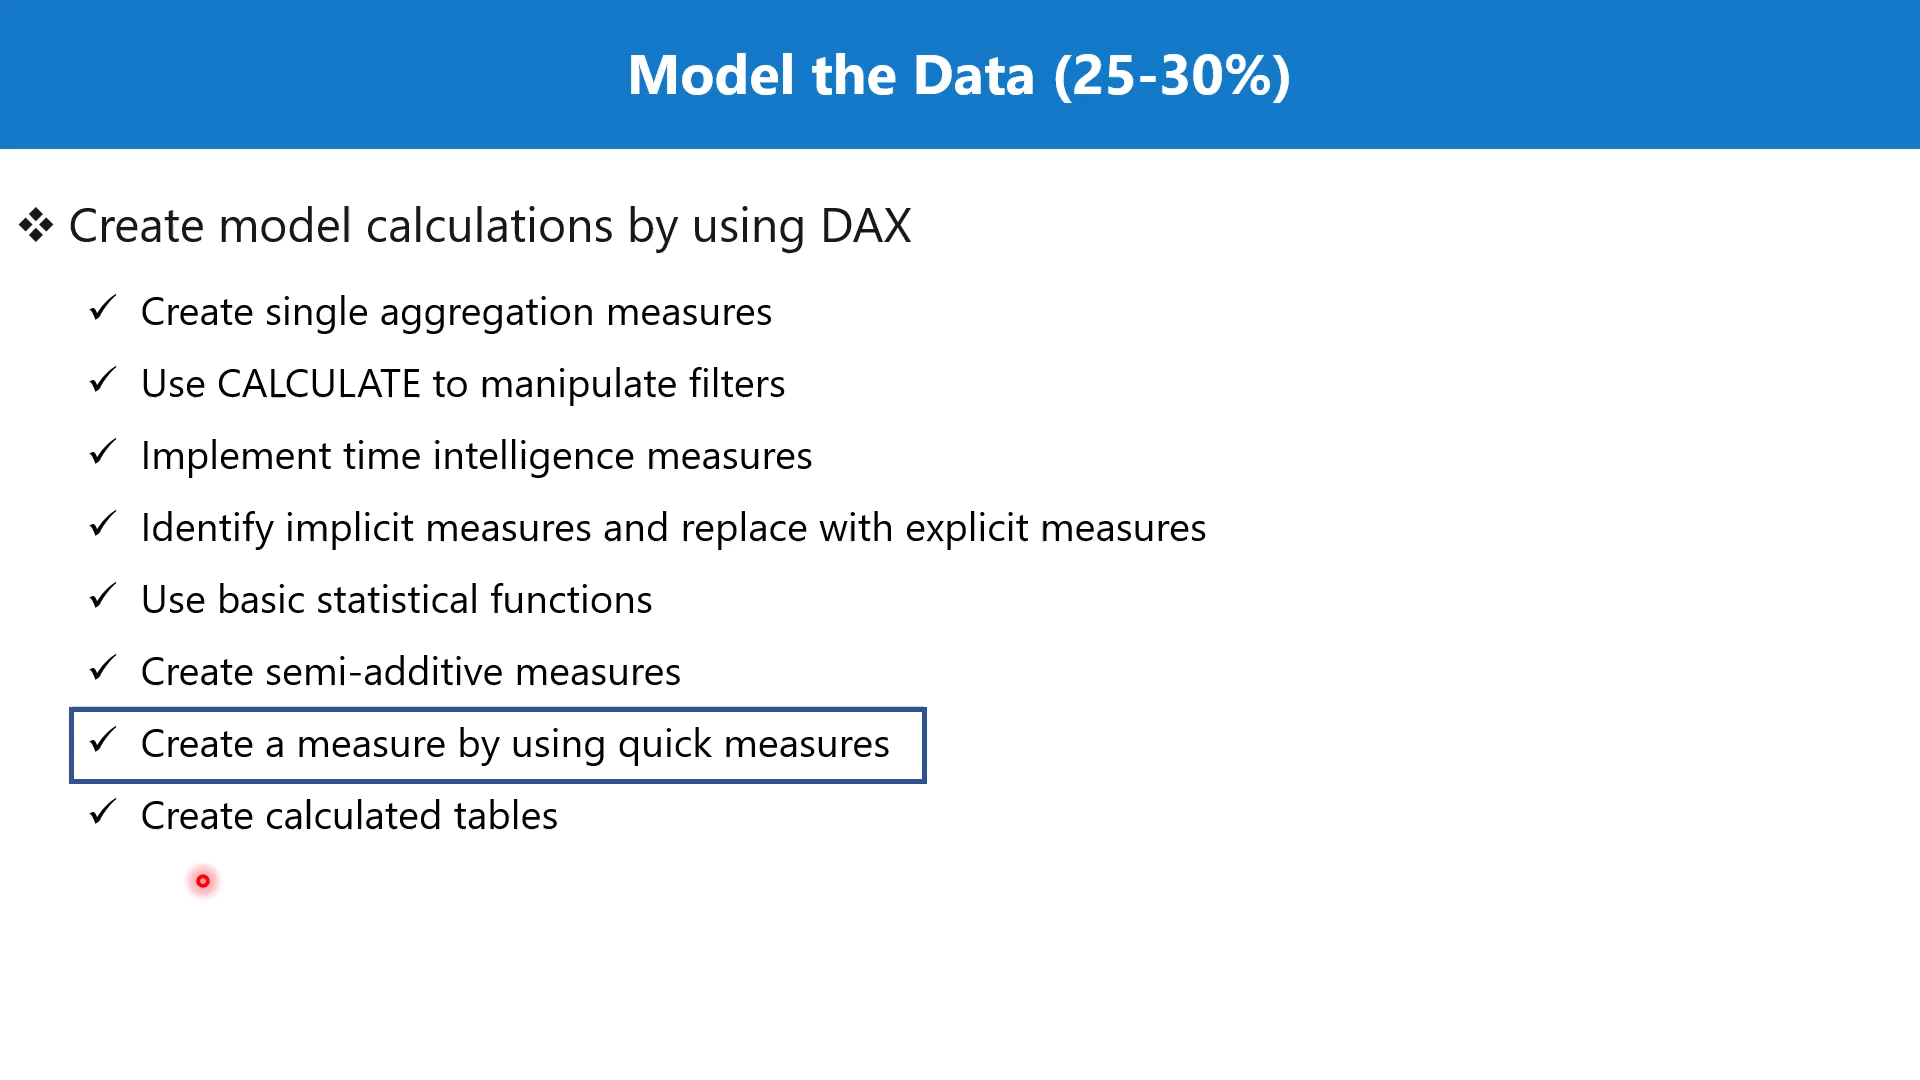 Model the Data (25-30%)
Create model calculations by using DAX
Create single aggregation measures
Use CALCULATE to manipulate filters
Implement time intelligence measures
Identify implicit measures and replace with explicit measures
Use basic statistical functions
Create semi-additive measures
Create a measure by using quick measures
Create calculated tables